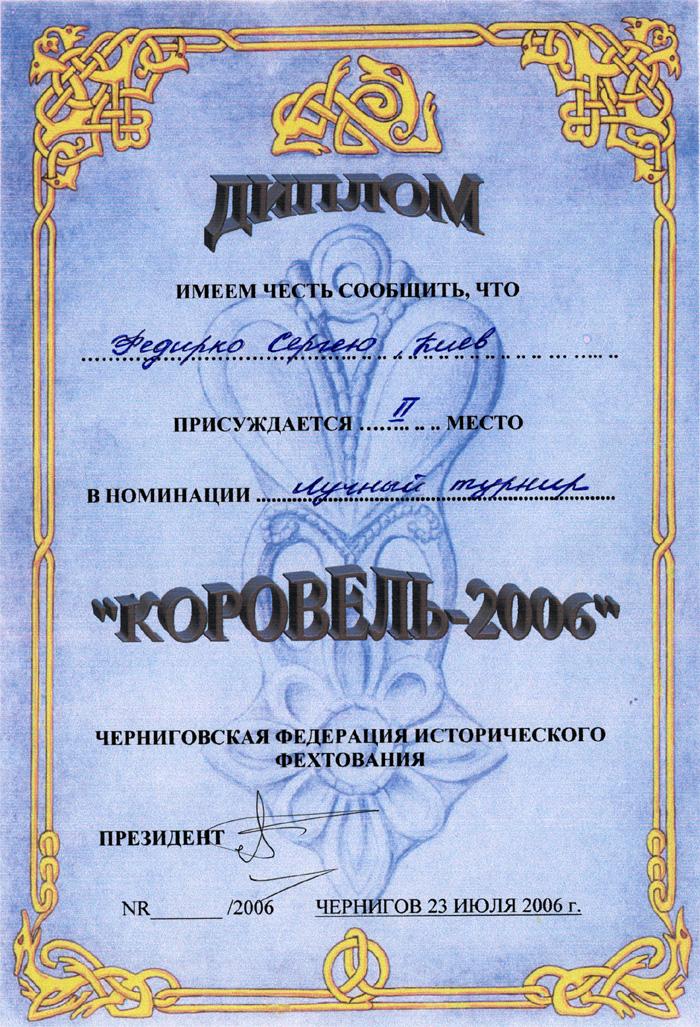 ДИПЛОМ
ИМЕЕМ ЧЕСТЬ СООБЩИТЬ, ЧТО
Федирко Сергею, Киев
ПРИСУЖДАЕТСЯ II МЕСТО
В НОМИНАЦИИ Лучный турнир
"КОРОВЕЛЬ-2006"
ЧЕРНИГОВСКАЯ ФЕДЕРАЦИЯ ИСТОРИЧЕСКОГО
ФЕХТОВАНИЯ
ПРЕЗИДЕНТ
NR_______ /2006 ЧЕРНИГОВ 23 ИЮЛЯ 2006 г.